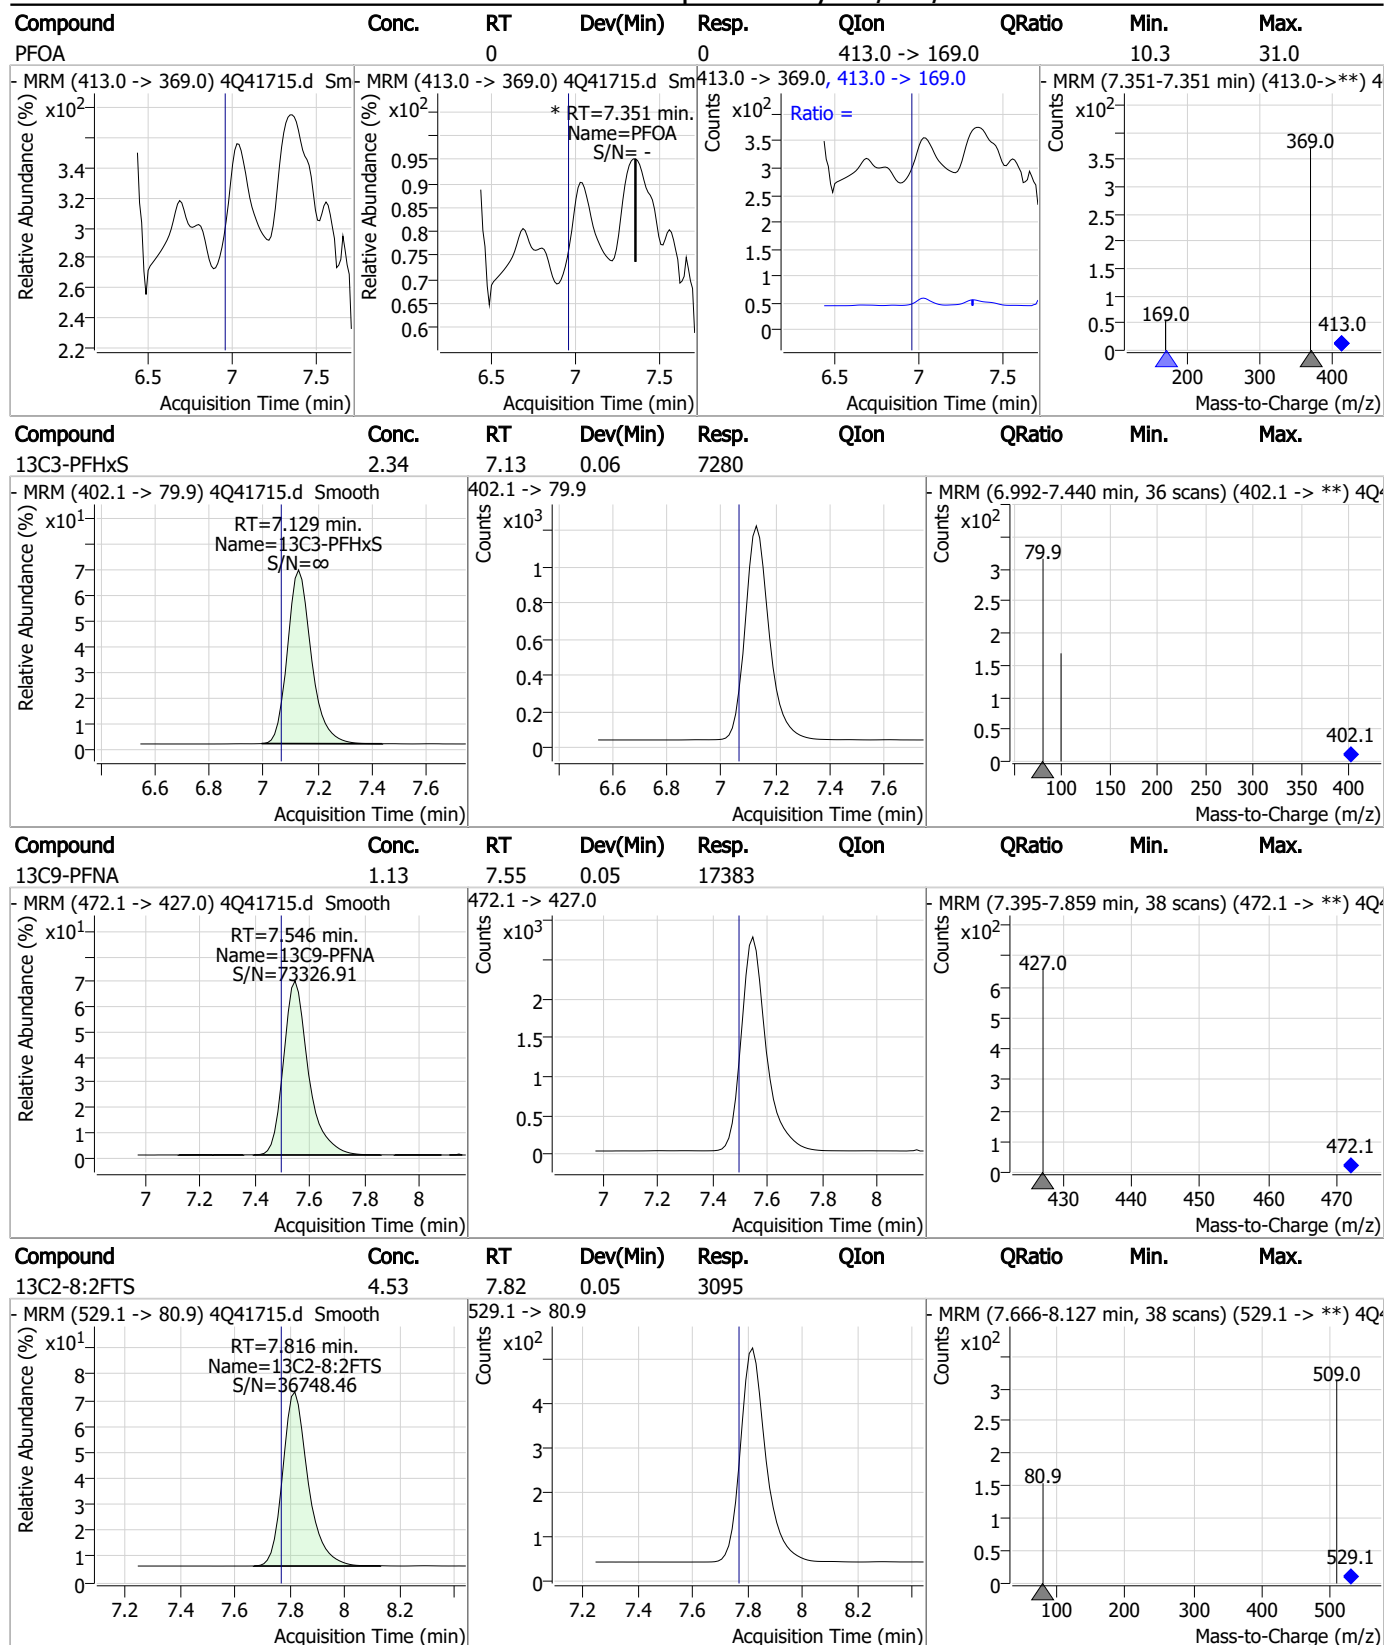 Compound Conc. RT Dev(Min) Resp. QIon QRatio Min. Max.
PFOA 0 0 413.0 -> 169.0 10.3 31.0
- MRM (413.0 -> 369.0) 4Q41715.d Sm
- MRM (413.0 -> 369.0) 4Q41715.d Sm
413.0 -> 369.0, 413.0 -> 169.0
- MRM (7.351-7.351 min) (413.0->**) 4
Relative Abundance (%)
x10²
3.4
3.2
3
2.8
2.6
2.4
2.2
6.5 7 7.5
Acquisition Time (min)
Relative Abundance (%)
x10²
* RT=7.351 min.
Name=PFOA
S/N= -
0.95
0.9
0.85
0.8
0.75
0.7
0.65
0.6
6.5 7 7.5
Acquisition Time (min)
Counts
x10²
Ratio =
3.5
3
2.5
2
1.5
1
0.5
0
6.5 7 7.5
Acquisition Time (min)
Counts
x10²
369.0
3.5
3
2.5
2
1.5
1
0.5
0
169.0
413.0
200 300 400
Mass-to-Charge (m/z)
Compound Conc. RT Dev(Min) Resp. QIon QRatio Min. Max.
13C3-PFHxS 2.34 7.13 0.06 7280
- MRM (402.1 -> 79.9) 4Q41715.d Smooth
402.1 -> 79.9
- MRM (6.992-7.440 min, 36 scans) (402.1 -> **) 4Q4
Relative Abundance (%)
x10¹
RT=7.129 min.
Name=13C3-PFHxS
S/N=∞
7
6
5
4
3
2
1
0
6.6 6.8 7 7.2 7.4 7.6
Acquisition Time (min)
Counts
x10³
1
0.8
0.6
0.4
0.2
0
6.6 6.8 7 7.2 7.4 7.6
Acquisition Time (min)
Counts
x10²
79.9
3
2.5
2
1.5
1
0.5
0
402.1
100 150 200 250 300 350 400
Mass-to-Charge (m/z)
Compound Conc. RT Dev(Min) Resp. QIon QRatio Min. Max.
13C9-PFNA 1.13 7.55 0.05 17383
- MRM (472.1 -> 427.0) 4Q41715.d Smooth
472.1 -> 427.0
- MRM (7.395-7.859 min, 38 scans) (472.1 -> **) 4Q4
Relative Abundance (%)
x10¹
RT=7.546 min.
Name=13C9-PFNA
S/N=73326.91
7
6
5
4
3
2
1
0
7 7.2 7.4 7.6 7.8 8
Acquisition Time (min)
Counts
x10³
2
1.5
1
0.5
0
7 7.2 7.4 7.6 7.8 8
Acquisition Time (min)
Counts
x10²
427.0
6
5
4
3
2
1
0
472.1
430 440 450 460 470
Mass-to-Charge (m/z)
Compound Conc. RT Dev(Min) Resp. QIon QRatio Min. Max.
13C2-8:2FTS 4.53 7.82 0.05 3095
- MRM (529.1 -> 80.9) 4Q41715.d Smooth
529.1 -> 80.9
- MRM (7.666-8.127 min, 38 scans) (529.1 -> **) 4Q4
Relative Abundance (%)
x10¹
RT=7.816 min.
Name=13C2-8:2FTS
S/N=36748.46
8
7
6
5
4
3
2
1
0
7.2 7.4 7.6 7.8 8 8.2
Acquisition Time (min)
Counts
x10²
4
3
2
1
0
7.2 7.4 7.6 7.8 8 8.2
Acquisition Time (min)
Counts
x10²
509.0
3
2.5
2
80.9
1.5
1
0.5
0
529.1
100 200 300 400 500
Mass-to-Charge (m/z)